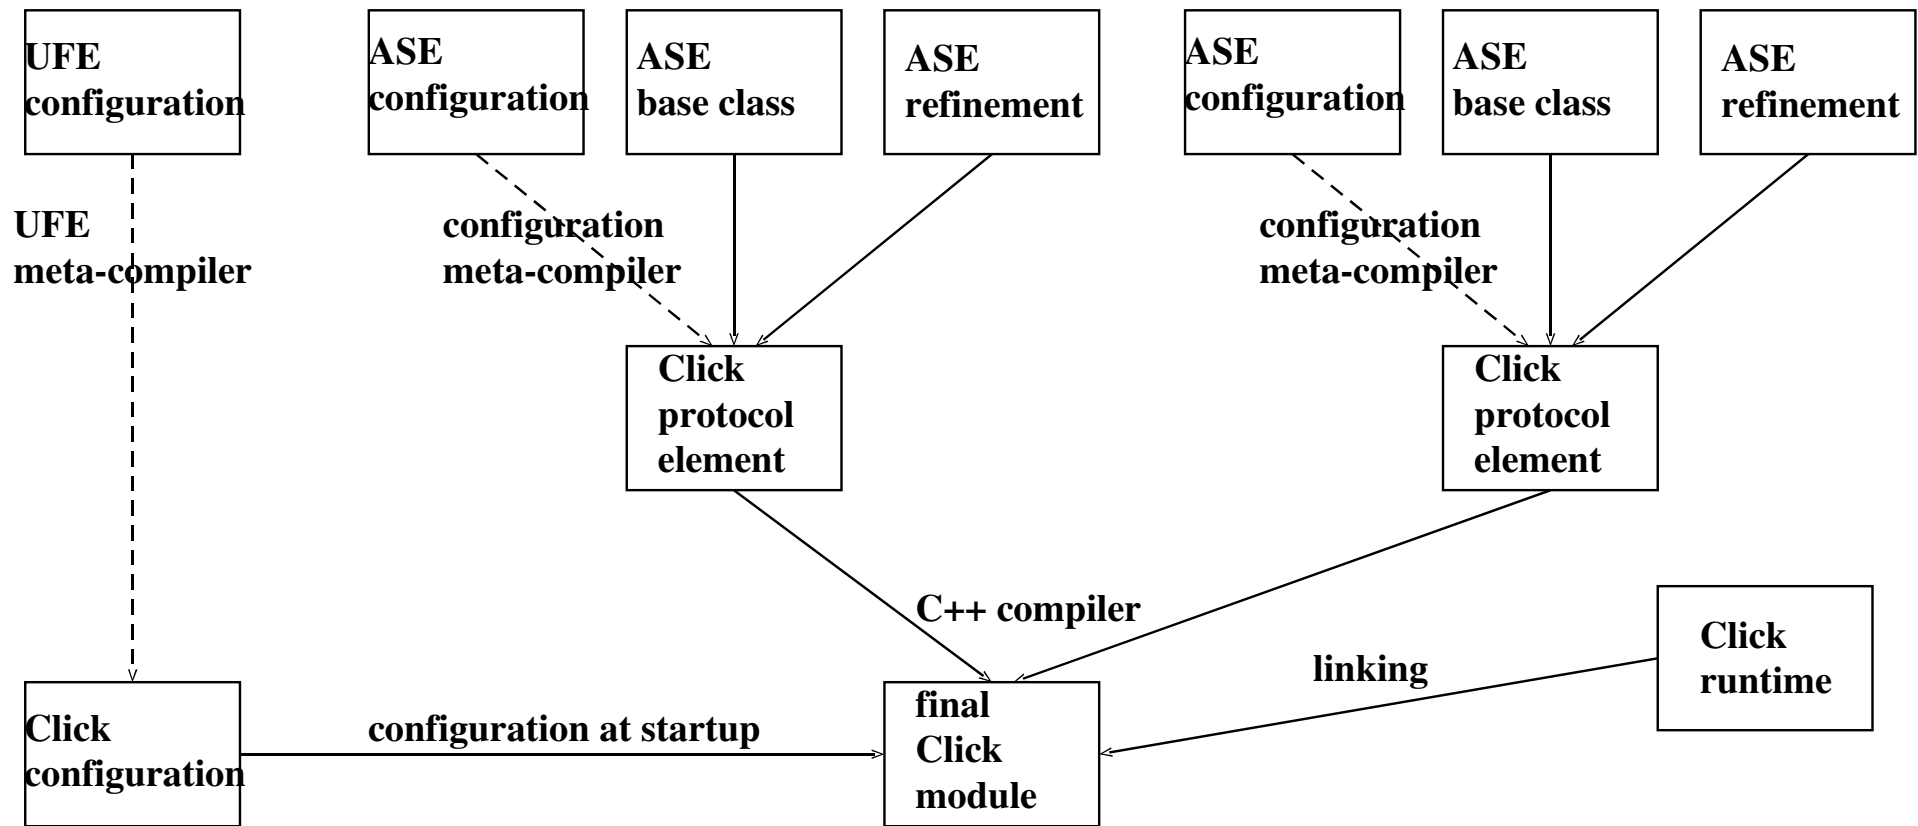 UFE
configuration
ASE
configuration
ASE
base class
ASE
refinement
ASE
configuration
ASE
base class
ASE
refinement
UFE
meta-compiler
configuration
meta-compiler
configuration
meta-compiler
Click
protocol
element
Click
protocol
element
C++ compiler
linking
Click
runtime
Click
configuration
configuration at startup
final
Click
module